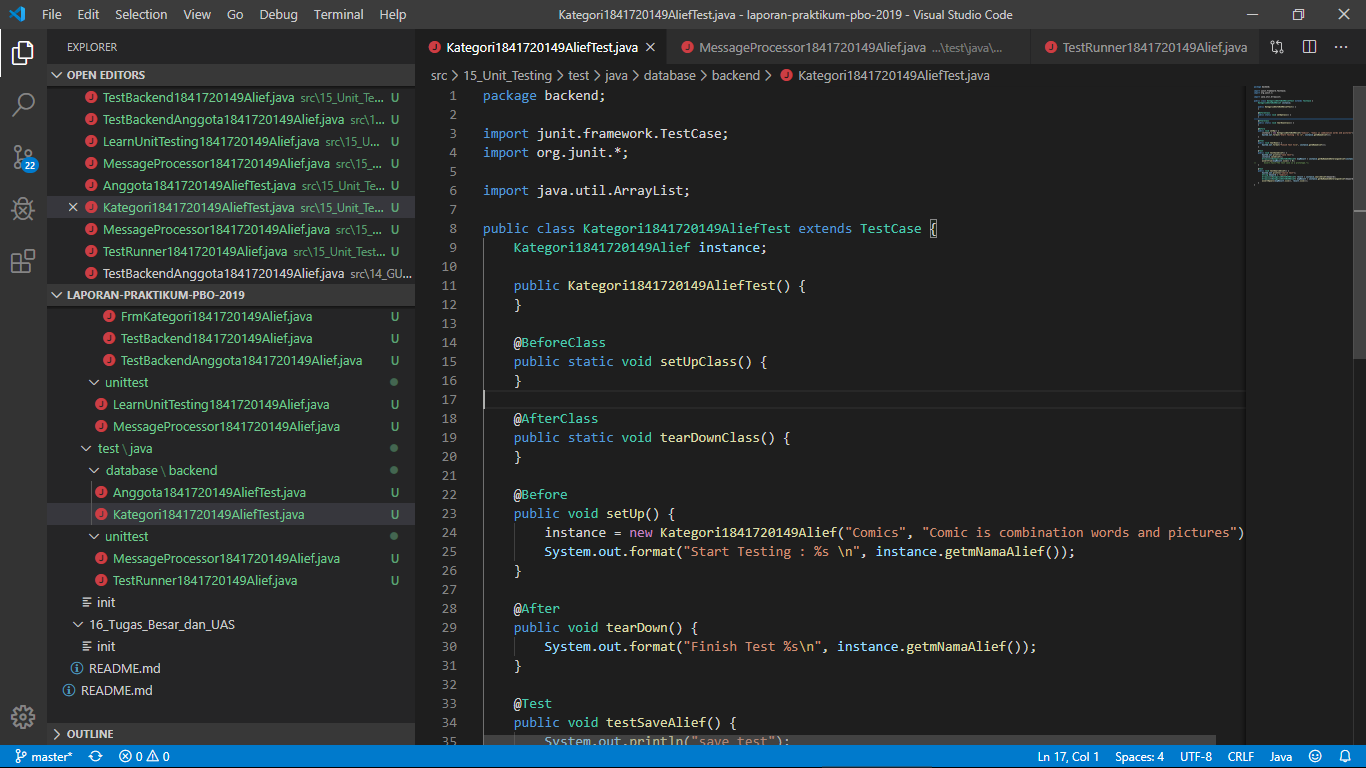 File Edit Selection View Go Debug Terminal Help
Kategori1841720149AliefTest.java - laporan-praktikum-pbo-2019 - Visual Studio Code
EXPLORER
OPEN EDITORS
TestBackend1841720149Alief.java src\15_Unit_Te... U
TestBackendAnggota1841720149Alief.java src\1... U
LearnUnitTesting1841720149Alief.java src\15_U... U
MessageProcessor1841720149Alief.java src\15_... U
Anggota1841720149AliefTest.java src\15_Unit_Te... U
Kategori1841720149AliefTest.java src\15_Unit_Te... U
MessageProcessor1841720149Alief.java src\15_... U
TestRunner1841720149Alief.java src\15_Unit_Test... U
TestBackendAnggota1841720149Alief.java src\14_GU...
LAPORAN-PRAKTIKUM-PBO-2019
FrmKategori1841720149Alief.java U
TestBackend1841720149Alief.java U
TestBackendAnggota1841720149Alief.java U
unittest
LearnUnitTesting1841720149Alief.java U
MessageProcessor1841720149Alief.java U
test \ java
database \ backend
Anggota1841720149AliefTest.java U
Kategori1841720149AliefTest.java U
unittest
MessageProcessor1841720149Alief.java U
TestRunner1841720149Alief.java U
init
16_Tugas_Besar_dan_UAS
init
README.md
README.md
OUTLINE
22
Kategori1841720149AliefTest.java
MessageProcessor1841720149Alief.java ...\test\java\...
TestRunner1841720149Alief.java
src > 15_Unit_Testing > test > java > database > backend > Kategori1841720149AliefTest.java
1 package backend;
2
3 import junit.framework.TestCase;
4 import org.junit.*;
5
6 import java.util.ArrayList;
7
8 public class Kategori1841720149AliefTest extends TestCase {
9 Kategori1841720149Alief instance;
10
11 public Kategori1841720149AliefTest() {
12 }
13
14 @BeforeClass
15 public static void setUpClass() {
16 }
17
18 @AfterClass
19 public static void tearDownClass() {
20 }
21
22 @Before
23 public void setUp() {
24 instance = new Kategori1841720149Alief("Comics", "Comic is combination words and pictures")
25 System.out.format("Start Testing : %s \n", instance.getmNamaAlief());
26 }
27
28 @After
29 public void tearDown() {
30 System.out.format("Finish Test %s\n", instance.getmNamaAlief());
31 }
32
33 @Test
34 public void testSaveAlief() {
35 System.out.println("save test");
master* 0 0
Ln 17, Col 1 Spaces: 4 UTF-8 CRLF Java